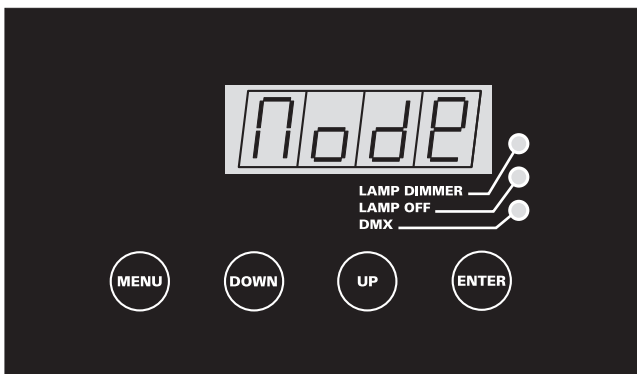 Mode
LAMP DIMMER
LAMP OFF
DMX
MENU DOWN UP ENTER